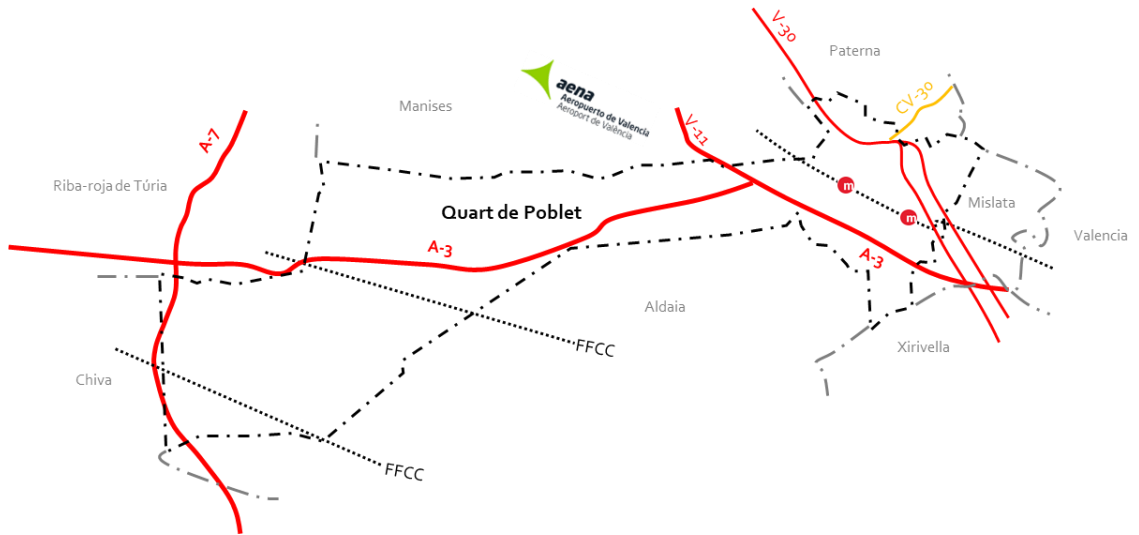 V-30
Paterna
CV-30
aena
Aeropuerto de Valencia
Aeroport de València
Manises
A-7
V-11
Riba-roja de Túria
m
Mislata
Quart de Poblet
m
Valencia
A-3
A-3
Aldaia
FFCC
Xirivella
Chiva
FFCC